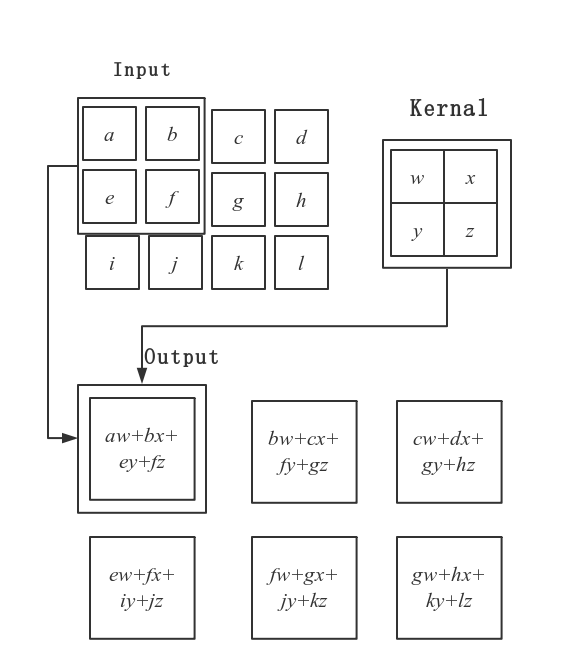 Input
Kernal
a b c d
w x
e f g h
y z
i j k l
Output
aw+bx+
ey+fz
bw+cx+
fy+gz
cw+dx+
gy+hz
ew+fx+
iy+jz
fw+gx+
jy+kz
gw+hx+
ky+lz